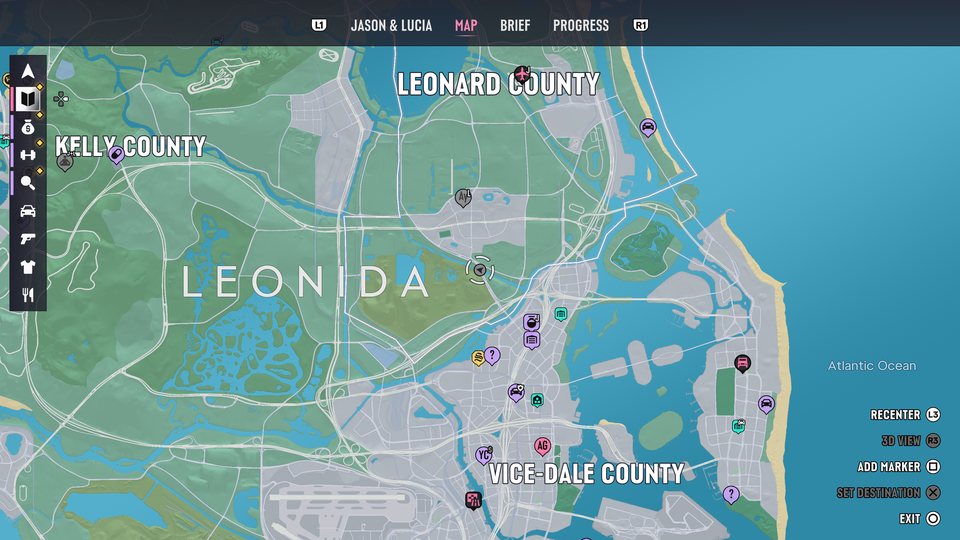 L1 JASON & LUCIA MAP BRIEF PROGRESS R1
LEONARD COUNTY
KELLY COUNTY
LEONIDA
?
Atlantic Ocean
RECENTER L3
3D VIEW R3
AG
ADD MARKER
YC
VICE-DALE COUNTY
SET DESTINATION
?
EXIT